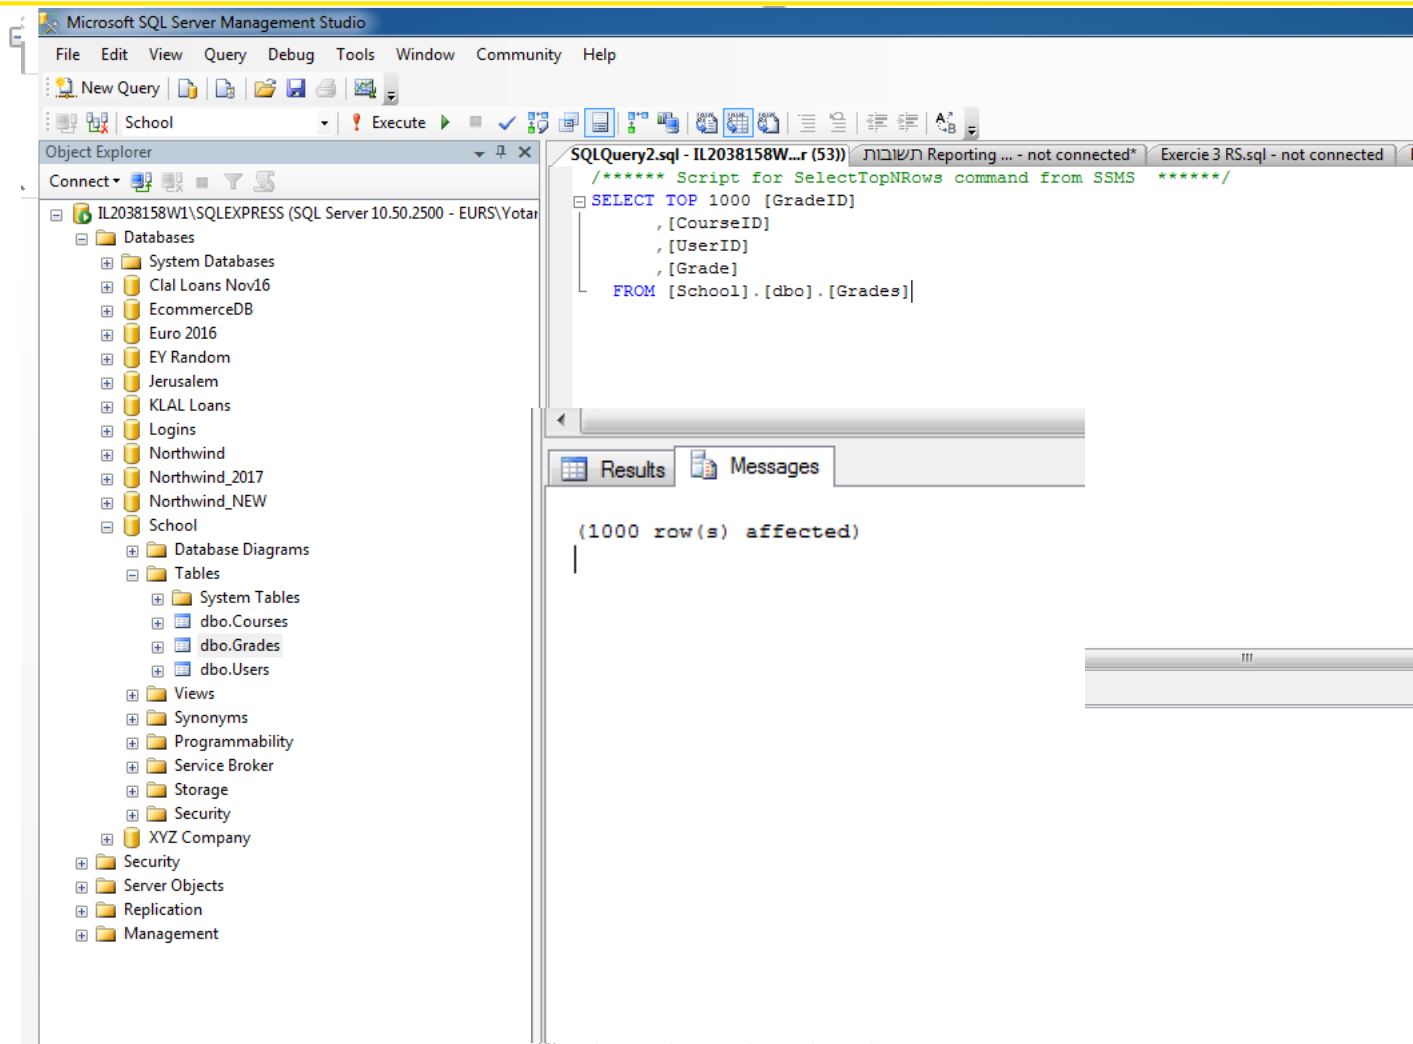 Microsoft SQL Server Management Studio
File Edit View Query Debug Tools Window Community Help
New Query
School Execute
Object Explorer
Connect
IL2038158W1\SQLEXPRESS (SQL Server 10.50.2500 - EURS\Yotar
Databases
System Databases
Clal Loans Nov16
EcommerceDB
Euro 2016
EY Random
Jerusalem
KLAL Loans
Logins
Northwind
Northwind_2017
Northwind_NEW
School
Database Diagrams
Tables
System Tables
dbo.Courses
dbo.Grades
dbo.Users
Views
Synonyms
Programmability
Service Broker
Storage
Security
XYZ Company
Security
Server Objects
Replication
Management
SQLQuery2.sql - IL2038158W...r (53)) תשובות Reporting ... - not connected* Exercie 3 RS.sql - not connected
/****** Script for SelectTopNRows command from SSMS ******/
SELECT TOP 1000 [GradeID]
,[CourseID]
,[UserID]
,[Grade]
FROM [School].[dbo].[Grades]
Results Messages
(1000 row(s) affected)